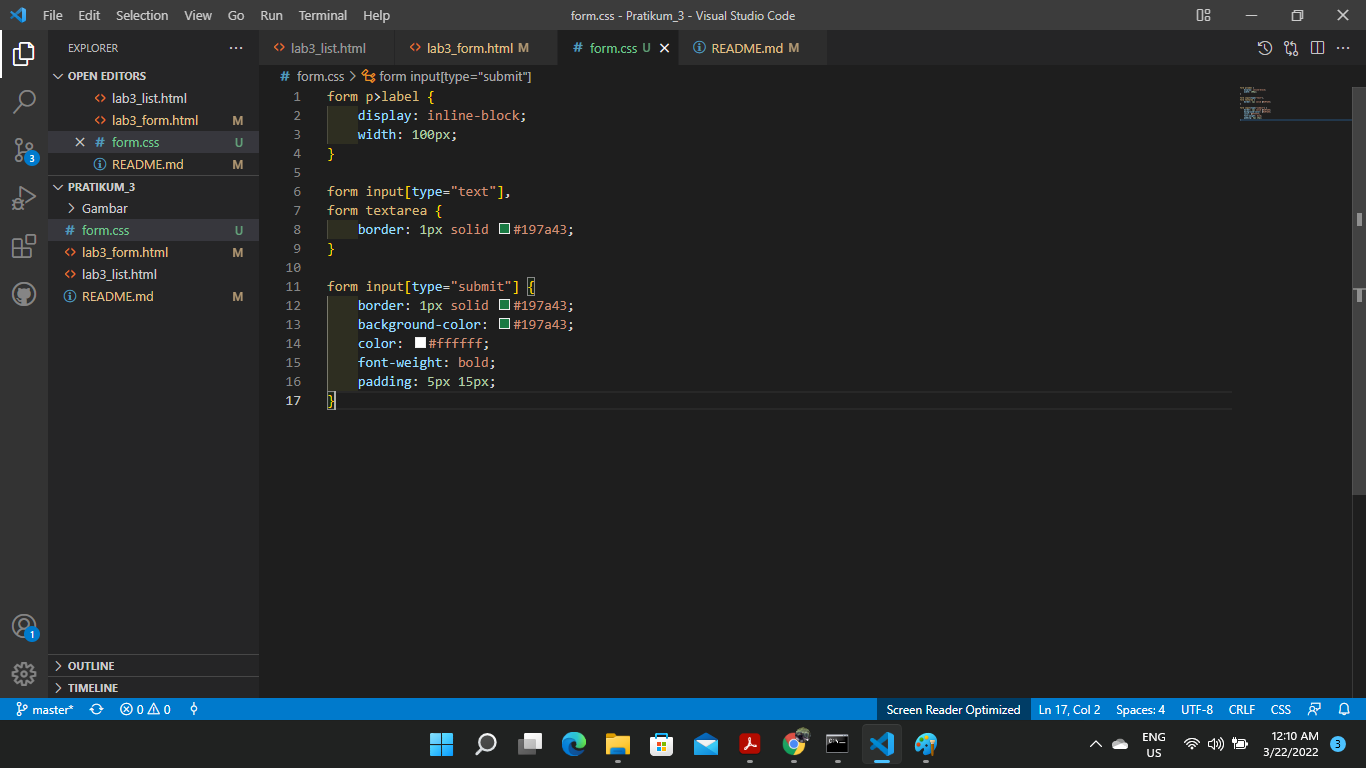 File Edit Selection View Go Run Terminal Help
form.css - Pratikum_3 - Visual Studio Code
EXPLORER
OPEN EDITORS
lab3_list.html
lab3_form.html M
form.css U
README.md M
PRATIKUM_3
Gambar
form.css U
lab3_form.html M
lab3_list.html
README.md M
OUTLINE
TIMELINE
3
1
lab3_list.html
lab3_form.html M
# form.css U
README.md M
# form.css > form input[type="submit"]
1 form p>label {
2 display: inline-block;
3 width: 100px;
4 }
5
6 form input[type="text"],
7 form textarea {
8 border: 1px solid #197a43;
9 }
10
11 form input[type="submit"] {
12 border: 1px solid #197a43;
13 background-color: #197a43;
14 color: #ffffff;
15 font-weight: bold;
16 padding: 5px 15px;
17 }
master* 0 0
Screen Reader Optimized Ln 17, Col 2 Spaces: 4 UTF-8 CRLF CSS
ENG
US
12:10 AM
3/22/2022
3